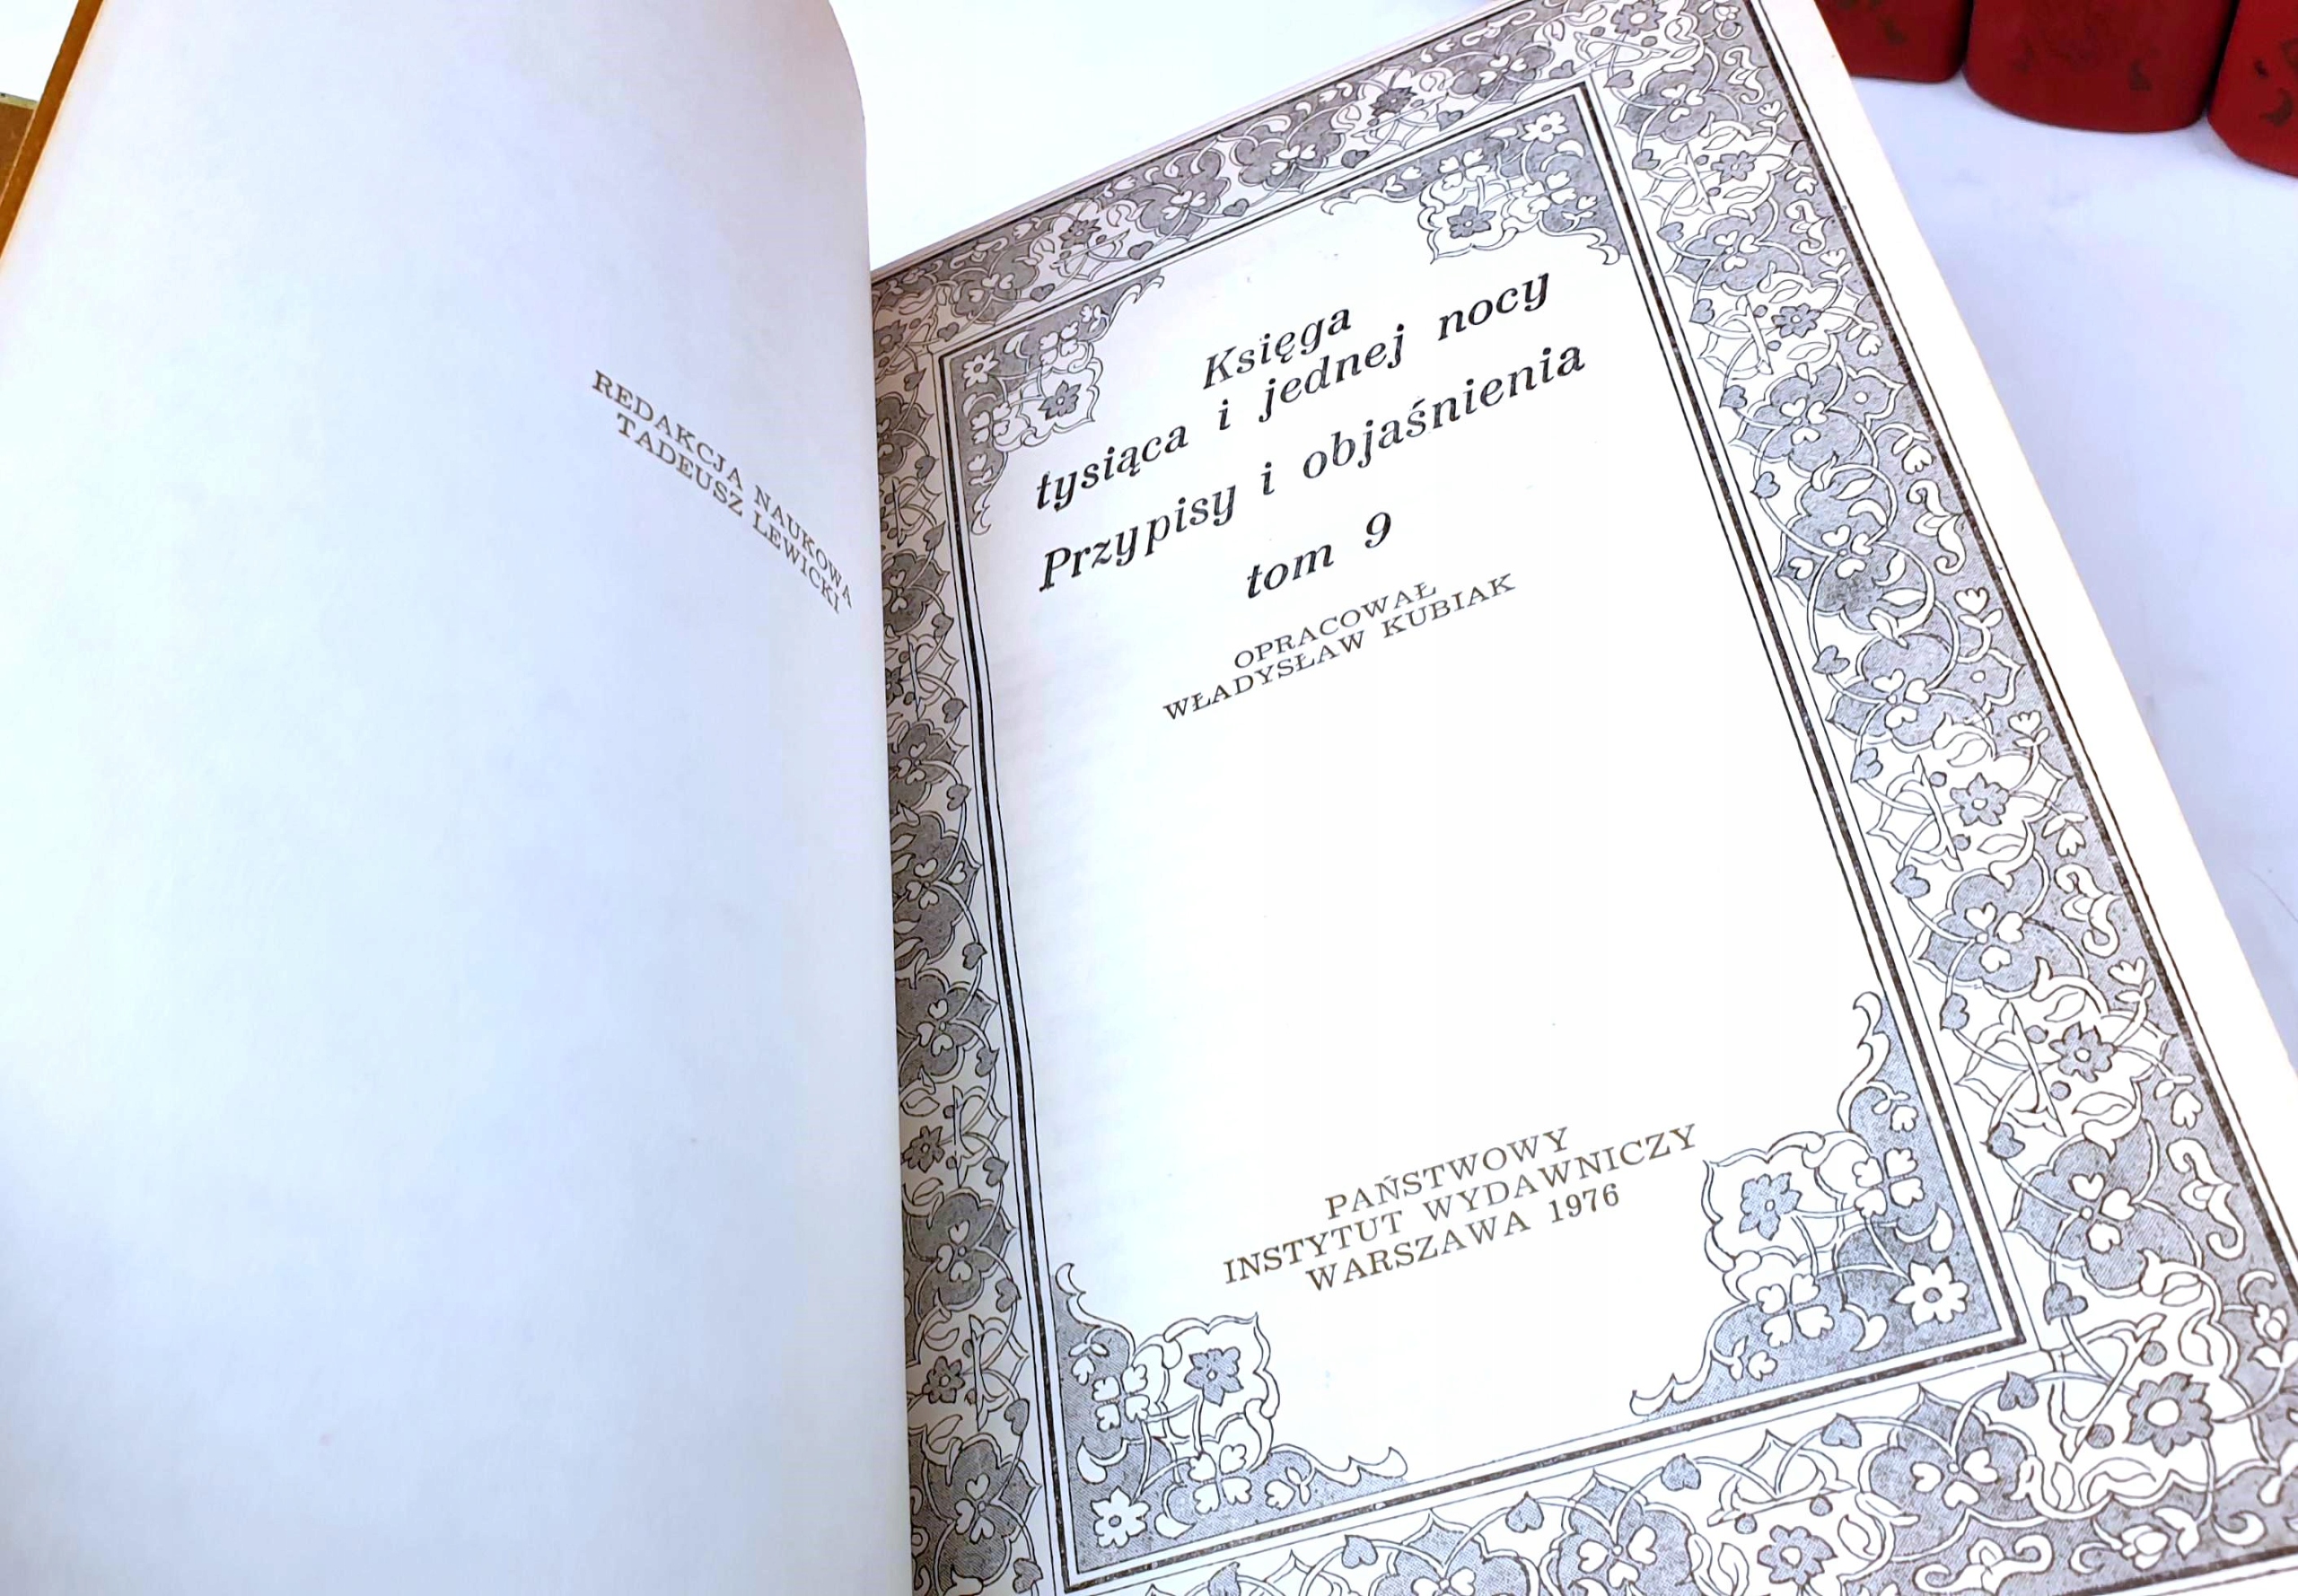 REDAKCJA NAUKOWA
TADEUSZ LEWICKI
Księga
tysiąca i jednej nocy
Przypisy i objaśnienia
tom 9
OPRACOWAŁ
WŁADYSŁAW KUBIAK
PAŃSTWOWY
INSTYTUT WYDAWNICZY
WARSZAWA 1976